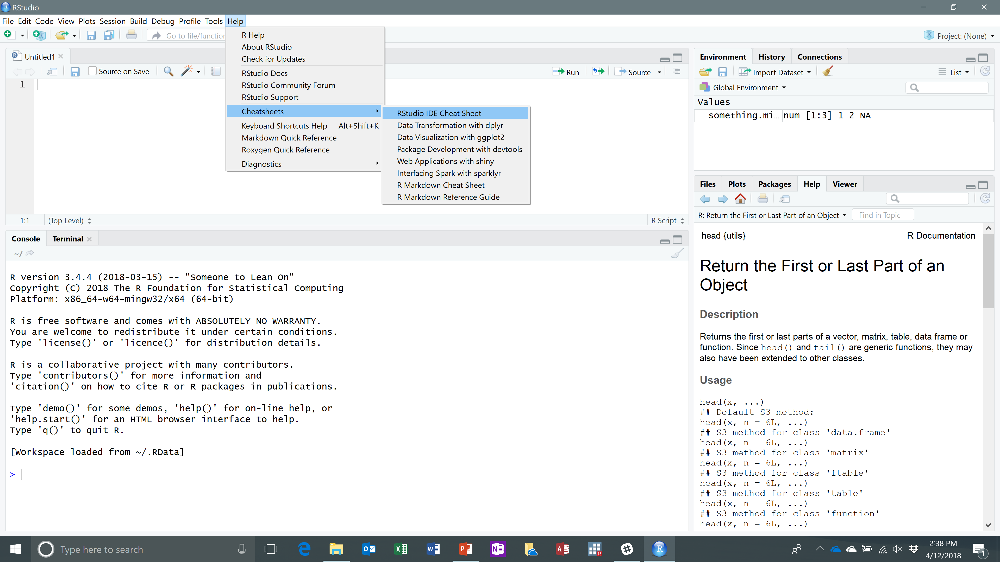 RStudio
File Edit Code View Plots Session Build Debug Profile Tools Help
Go to file/function
Project: (None)
R Help
About RStudio
Check for Updates
RStudio Docs
RStudio Community Forum
RStudio Support
Cheatsheets
Keyboard Shortcuts Help Alt+Shift+K
Markdown Quick Reference
Roxygen Quick Reference
Diagnostics
RStudio IDE Cheat Sheet
Data Transformation with dplyr
Data Visualization with ggplot2
Package Development with devtools
Web Applications with shiny
Interfacing Spark with sparklyr
R Markdown Cheat Sheet
R Markdown Reference Guide
Untitled1
Source on Save
Run
Source
1
1:1 (Top Level) R Script
Console Terminal
~/
R version 3.4.4 (2018-03-15) -- "Someone to Lean On"
Copyright (C) 2018 The R Foundation for Statistical Computing
Platform: x86_64-w64-mingw32/x64 (64-bit)
R is free software and comes with ABSOLUTELY NO WARRANTY.
You are welcome to redistribute it under certain conditions.
Type 'license()' or 'licence()' for distribution details.
R is a collaborative project with many contributors.
Type 'contributors()' for more information and
'citation()' on how to cite R or R packages in publications.
Type 'demo()' for some demos, 'help()' for on-line help, or
'help.start()' for an HTML browser interface to help.
Type 'q()' to quit R.
[Workspace loaded from ~/.RData]
>
Environment History Connections
Import Dataset
List
Global Environment
Values
something.mi… num [1:3] 1 2 NA
Files Plots Packages Help Viewer
R: Return the First or Last Part of an Object
Find in Topic
head {utils} R Documentation
Return the First or Last Part of an
Object
Description
Returns the first or last parts of a vector, matrix, table, data frame or
function. Since head() and tail() are generic functions, they may
also have been extended to other classes.
Usage
head(x, ...)
## Default S3 method:
head(x, n = 6L, ...)
## S3 method for class 'data.frame'
head(x, n = 6L, ...)
## S3 method for class 'matrix'
head(x, n = 6L, ...)
## S3 method for class 'ftable'
head(x, n = 6L, ...)
## S3 method for class 'table'
head(x, n = 6L, ...)
## S3 method for class 'function'
head(x, n = 6L, ...)
Type here to search
15
2:38 PM
4/12/2018
1